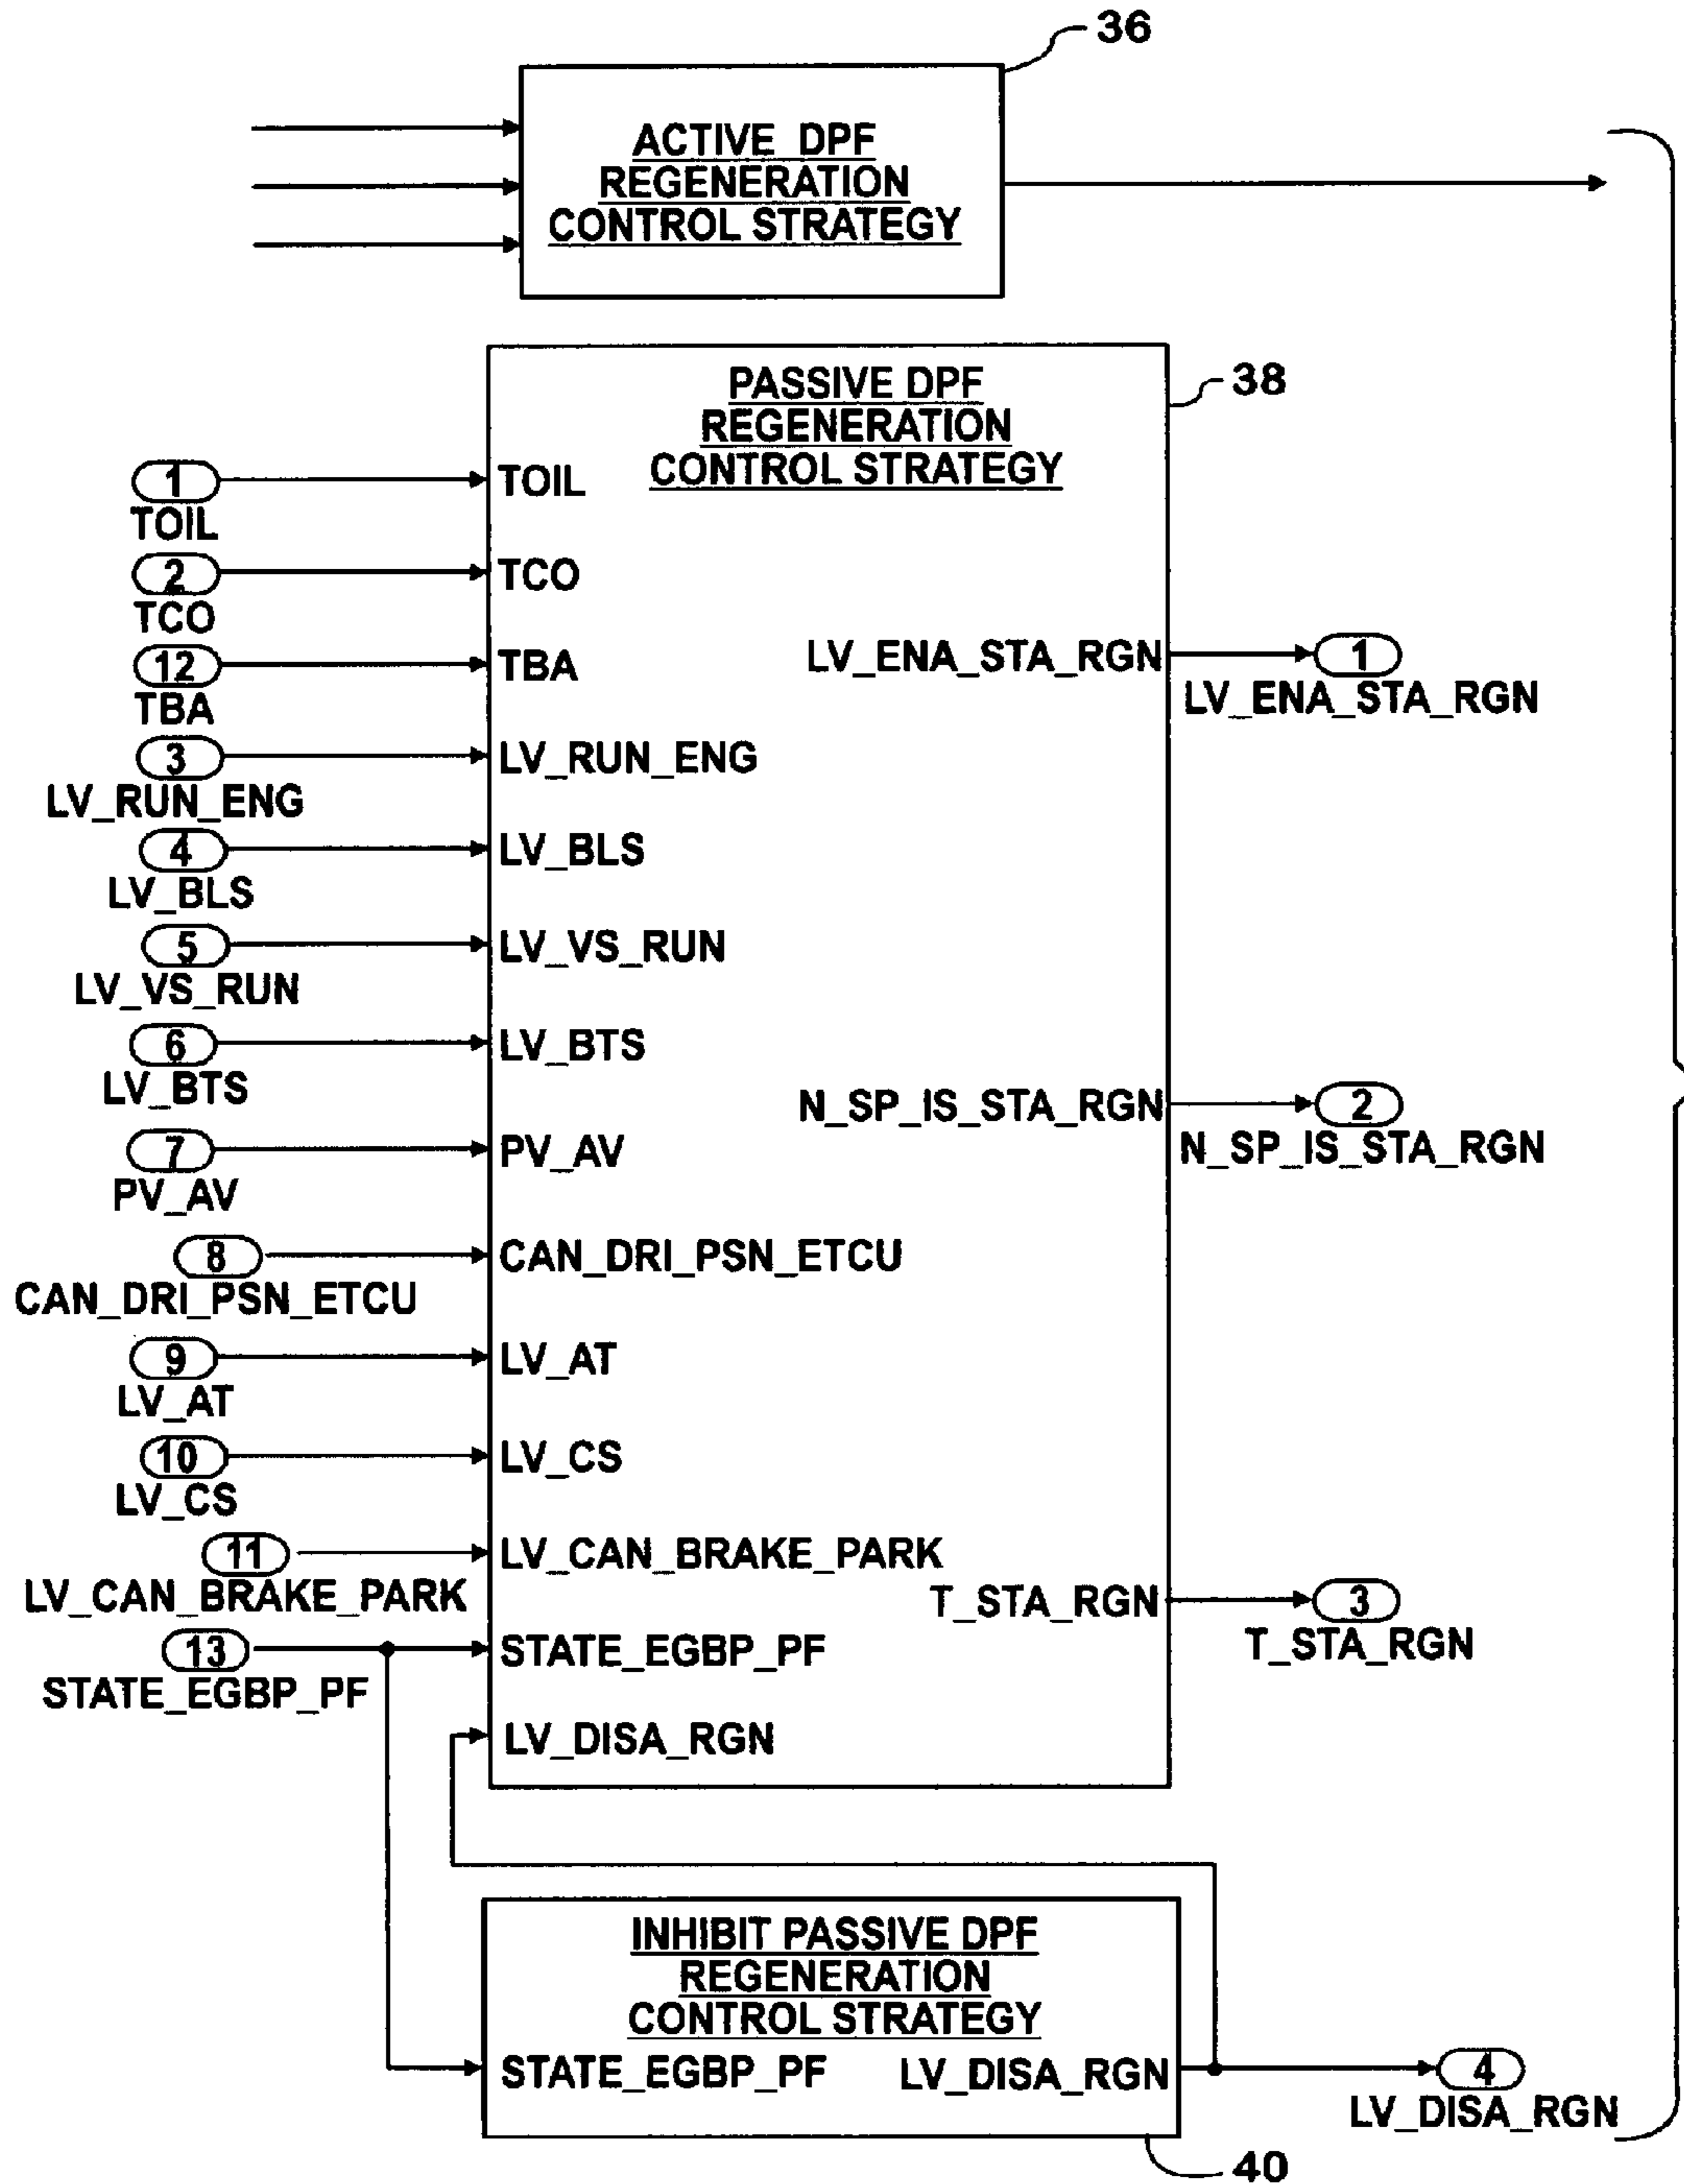 36
ACTIVE DPF
REGENERATION
CONTROL STRATEGY
38
PASSIVE DPF
REGENERATION
CONTROL STRATEGY
1
TOIL
TOIL
2
TCO
TCO
12
TBA
TBA
LV_ENA_STA_RGN
1
LV_ENA_STA_RGN
3
LV_RUN_ENG
LV_RUN_ENG
4
LV_BLS
LV_BLS
5
LV_VS_RUN
LV_VS_RUN
6
LV_BTS
LV_BTS
N_SP_IS_STA_RGN
2
N_SP_IS_STA_RGN
7
PV_AV
PV_AV
8
CAN_DRI_PSN_ETCU
CAN_DRI_PSN_ETCU
9
LV_AT
LV_AT
10
LV_CS
LV_CS
11
LV_CAN_BRAKE_PARK
LV_CAN_BRAKE_PARK
T_STA_RGN
3
T_STA_RGN
13
STATE_EGBP_PF
STATE_EGBP_PF
LV_DISA_RGN
INHIBIT PASSIVE DPF
REGENERATION
CONTROL STRATEGY
STATE_EGBP_PF
LV_DISA_RGN
4
LV_DISA_RGN
40